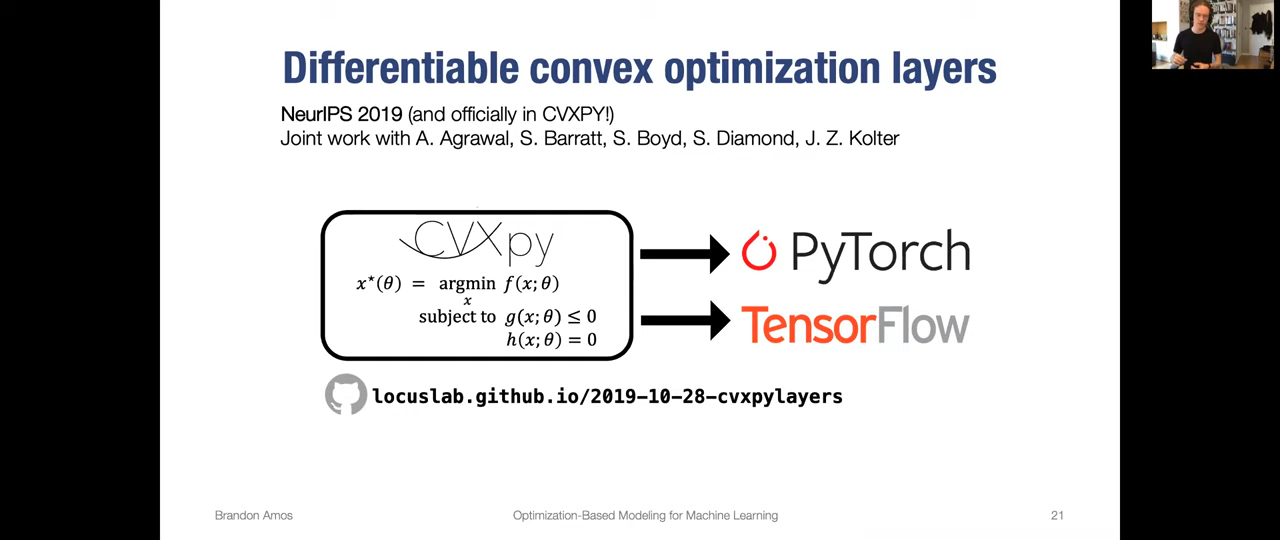 Differentiable convex optimization layers
NeurIPS 2019 (and officially in CVXPY!)
Joint work with A. Agrawal, S. Barratt, S. Boyd, S. Diamond, J. Z. Kolter
CVXpy
x⋆(θ) = argmin f(x; θ)
x
subject to g(x; θ) ≤ 0
h(x; θ) = 0
PyTorch
TensorFlow
locuslab.github.io/2019-10-28-cvxpylayers
Brandon Amos
Optimization-Based Modeling for Machine Learning
21